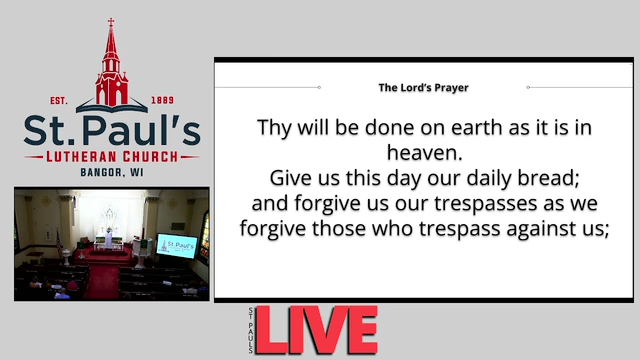 EST. 1889
St. Paul's
LUTHERAN CHURCH
BANGOR, WI
The Lord's Prayer
Thy will be done on earth as it is in
heaven.
Give us this day our daily bread;
and forgive us our trespasses as we
forgive those who trespass against us;
St.Paul's
ST PAULS
LIVE